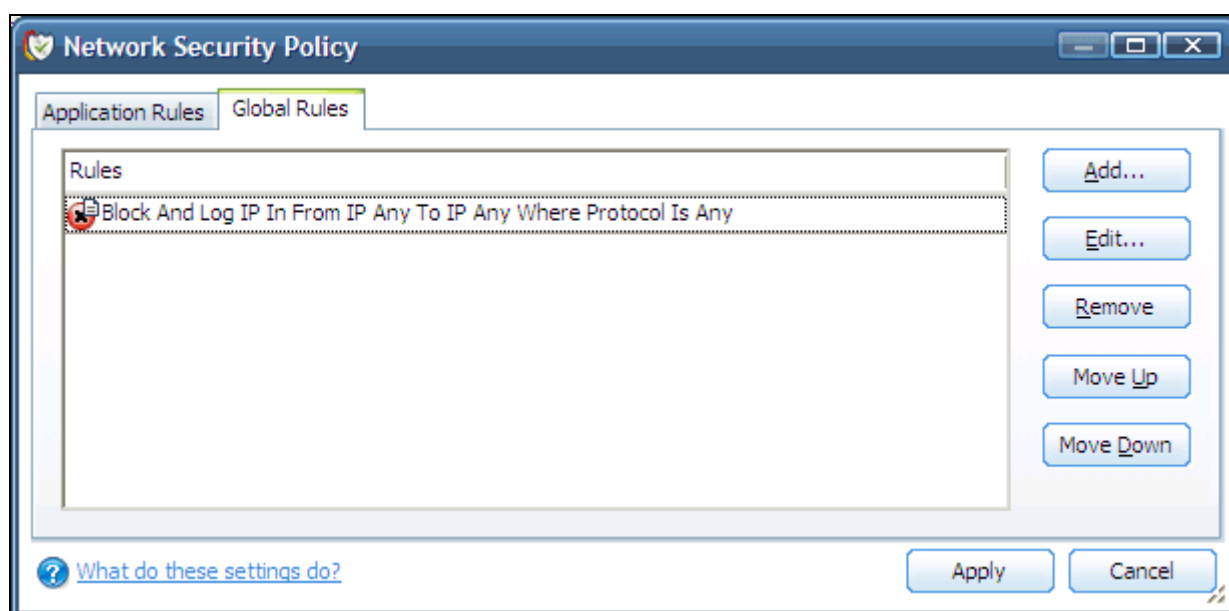 Network Security Policy
Application Rules
Global Rules
Rules
Block And Log IP In From IP Any To IP Any Where Protocol Is Any
Add...
Edit...
Remove
Move Up
Move Down
What do these settings do?
Apply
Cancel